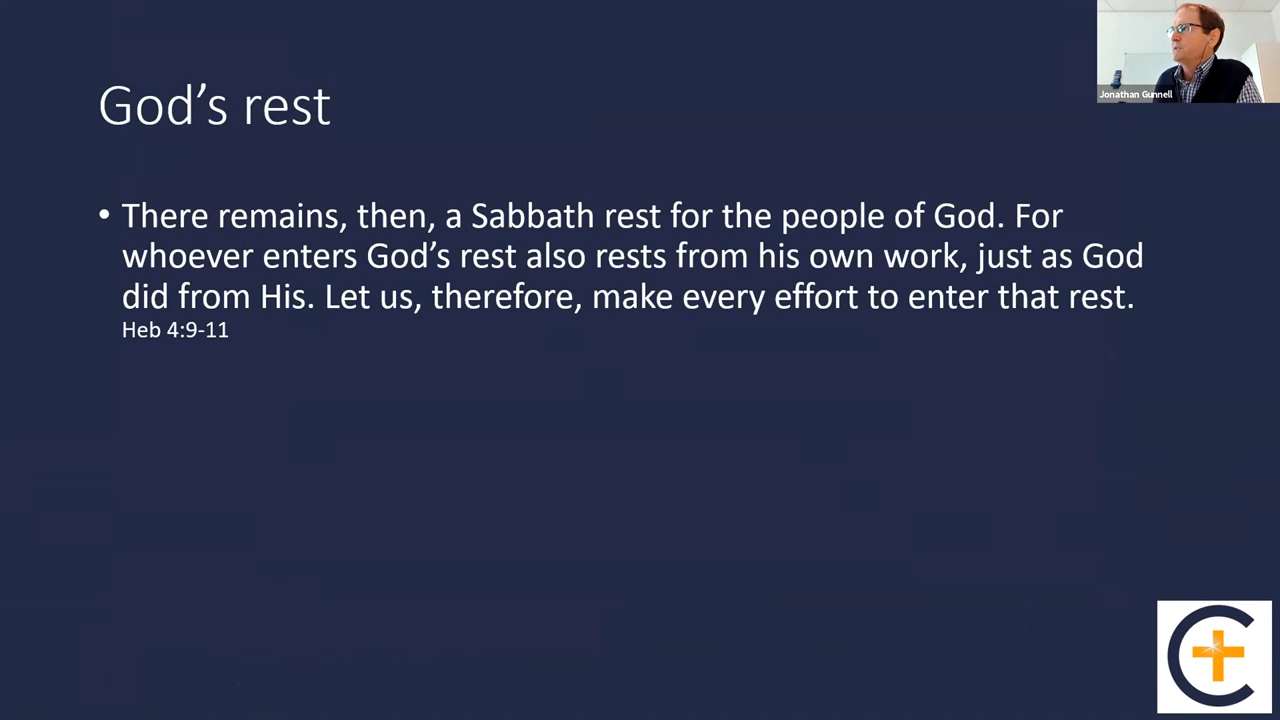 God’s rest
• There remains, then, a Sabbath rest for the people of God. For
whoever enters God’s rest also rests from his own work, just as God
did from His. Let us, therefore, make every effort to enter that rest.
Heb 4:9-11
Jonathan Gunnell